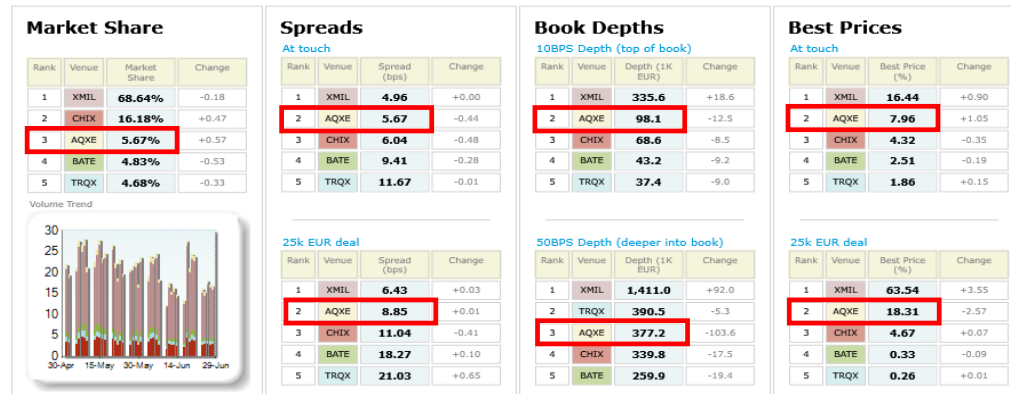 Market Share
Rank Venue Market Share Change
1 XMIL 68.64% -0.18
2 CHIX 16.18% +0.47
3 AQXE 5.67% +0.57
4 BATE 4.83% -0.53
5 TRQX 4.68% -0.33
Volume Trend
30
25
20
15
10
5
0
30-Apr 15-May 30-May 14-Jun 29-Jun
Spreads
At touch
Rank Venue Spread (bps) Change
1 XMIL 4.96 +0.00
2 AQXE 5.67 -0.44
3 CHIX 6.04 -0.48
4 BATE 9.41 -0.28
5 TRQX 11.67 -0.01
25k EUR deal
Rank Venue Spread (bps) Change
1 XMIL 6.43 +0.03
2 AQXE 8.85 +0.01
3 CHIX 11.04 -0.41
4 BATE 18.27 +0.10
5 TRQX 21.03 +0.65
Book Depths
10BPS Depth (top of book)
Rank Venue Depth (1K EUR) Change
1 XMIL 335.6 +18.6
2 AQXE 98.1 -12.5
3 CHIX 68.6 -8.5
4 BATE 43.2 -9.2
5 TRQX 37.4 -9.0
50BPS Depth (deeper into book)
Rank Venue Depth (1K EUR) Change
1 XMIL 1,411.0 +92.0
2 TRQX 390.5 -5.3
3 AQXE 377.2 -103.6
4 CHIX 339.8 -17.5
5 BATE 259.9 -19.4
Best Prices
At touch
Rank Venue Best Price (%) Change
1 XMIL 16.44 +0.90
2 AQXE 7.96 +1.05
3 CHIX 4.32 -0.35
4 BATE 2.51 -0.19
5 TRQX 1.86 +0.15
25k EUR deal
Rank Venue Best Price (%) Change
1 XMIL 63.54 +3.55
2 AQXE 18.31 -2.57
3 CHIX 4.67 +0.07
4 BATE 0.33 -0.09
5 TRQX 0.26 +0.01